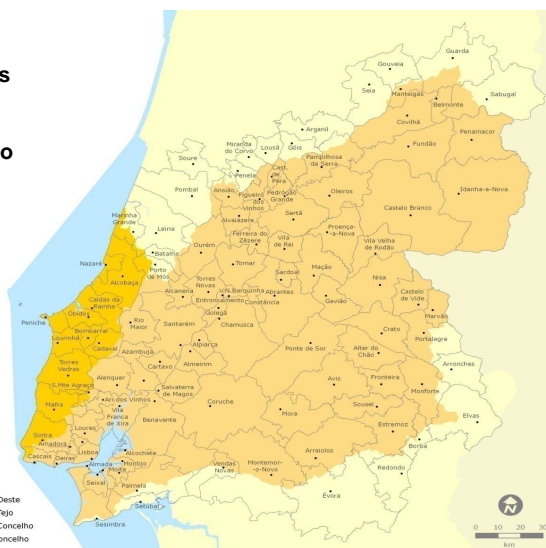 s
o
Guarda
Gouveia
Seia
Manteigas
Sabugal
Belmonte
Covilhã
Penamacor
Fundão
Arganil
Miranda
do Corvo
Lousã
Góis
Soure
Penela
Cast.
de
Pera
Pampilhosa
da Serra
Pombal
Ansião
Figueiró
dos
Vinhos
Pedrógão
Grande
Oleiros
Idanha-a-Nova
Castelo Branco
Alvaiázere
Sertã
Marinha
Grande
Leiria
Ferreira do
Zêzere
Vila
de Rei
Proença-
-a-Nova
Vila Velha
de Rodão
Batalha
Ourém
Nazaré
Porto
de Mós
Tomar
Alcobaça
Sardoal
Mação
Nisa
Torres
Novas
Alcanena
V.N.Barquinha
Entroncamento
Constância
Abrantes
Gavião
Castelo
de Vide
Caldas da
Rainha
Óbidos
Peniche
Golegã
Marvão
Rio
Maior
Santarém
Chamusca
Crato
Portalegre
Bombarral
Lourinhã
Cadaval
Alpiarça
Ponte de Sor
Alter do
Chão
Azambuja
Arronches
Torres
Vedras
Cartaxo
Almeirim
Alenquer
Avis
Fronteira
Monforte
S.Mte Agraço
Salvaterra
de Magos
Arr.dos Vinhos
Coruche
Sousel
Mafra
Vila
Franca
de Xira
Mora
Elvas
Benavente
Estremoz
Sintra
Loures
Borba
Amadora
Arraiolos
Cascais
Oeiras
Lisboa
Alcochete
Almada
Montijo
Moita
Vendas
Novas
Montemor-
-o-Novo
Redondo
Seixal
Palmela
Évora
Setúbal
Sesimbra
Oeste
Tejo
Concelho
oncelho
N
0 10 20 30
km